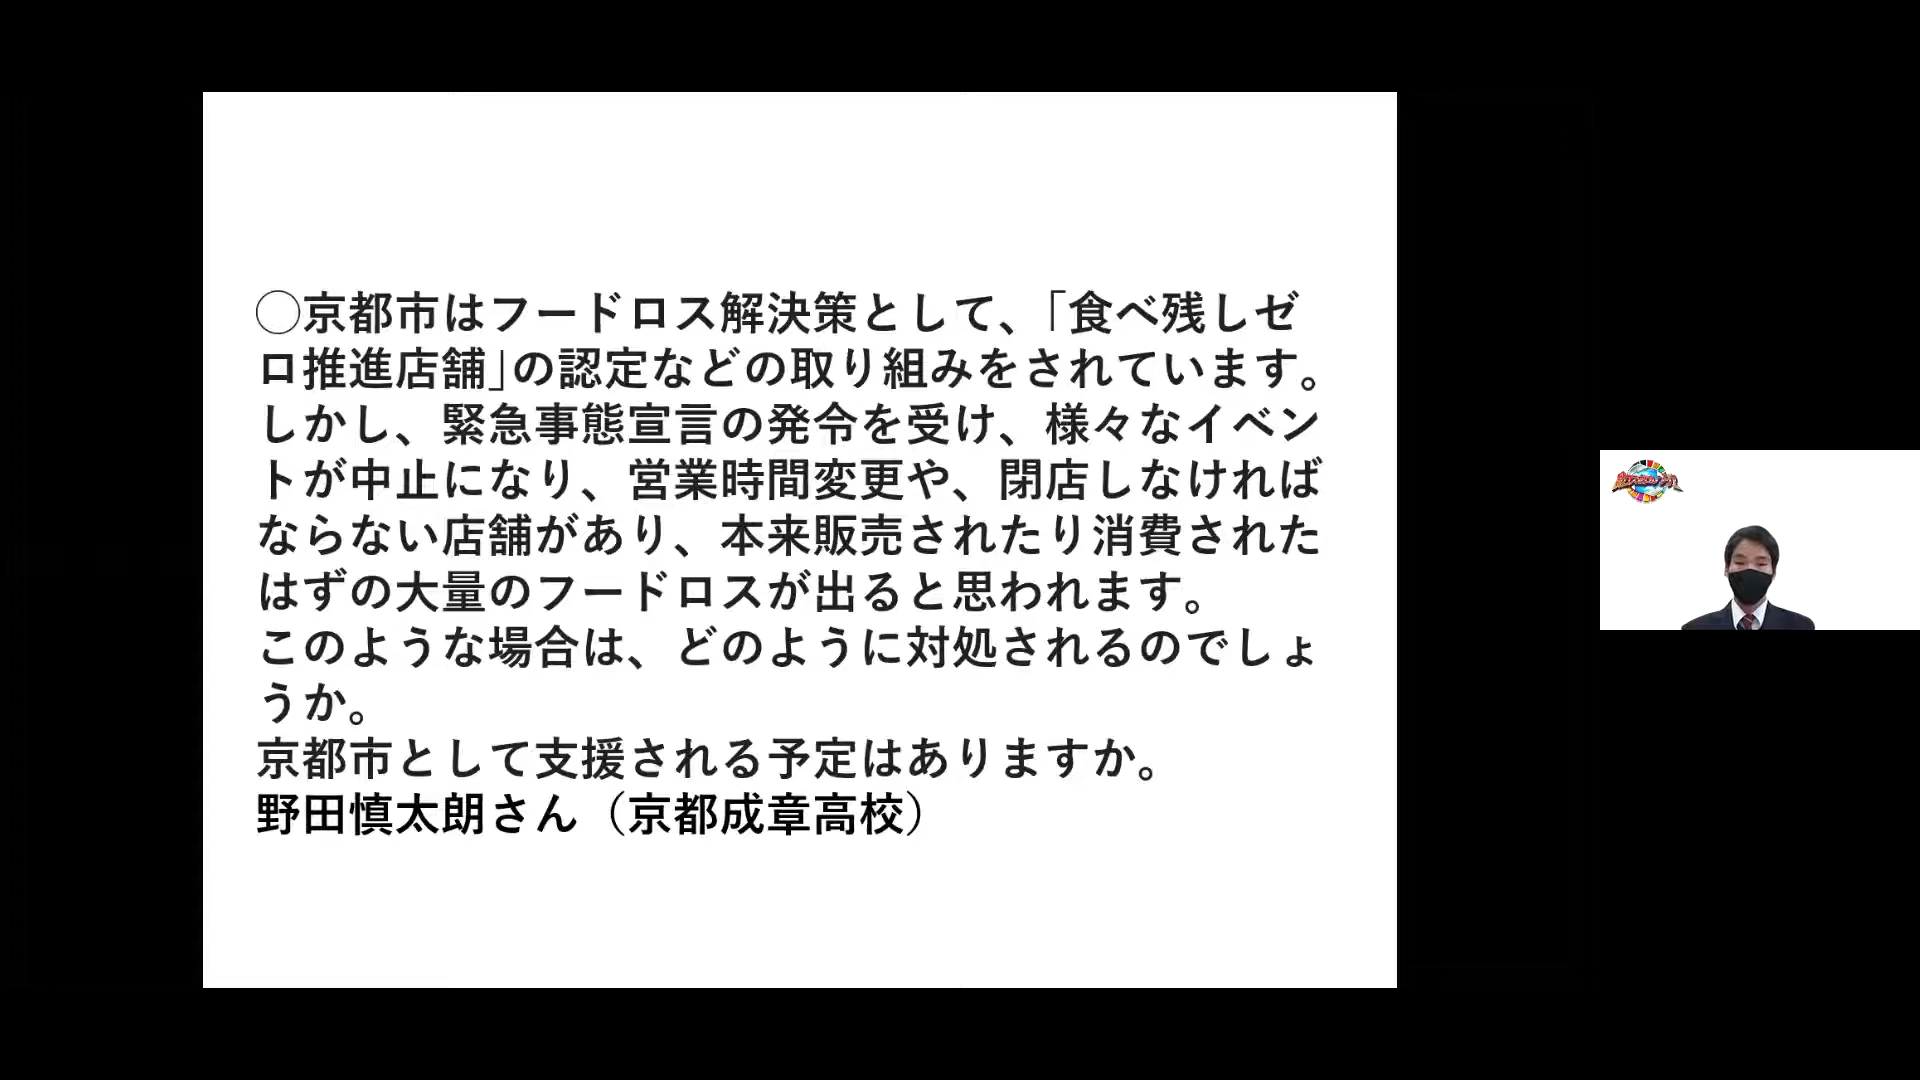 ◯京都市はフードロス解決策として、「食べ残しゼ
ロ推進店舗」の認定などの取り組みをされています。
しかし、緊急事態宣言の発令を受け、様々なイベン
トが中止になり、営業時間変更や、閉店しなければ
ならない店舗があり、本来販売されたり消費された
はずの大量のフードロスが出ると思われます。
このような場合は、どのように対処されるのでしょ
うか。
京都市として支援される予定はありますか。
野田慎太朗さん（京都成章高校）